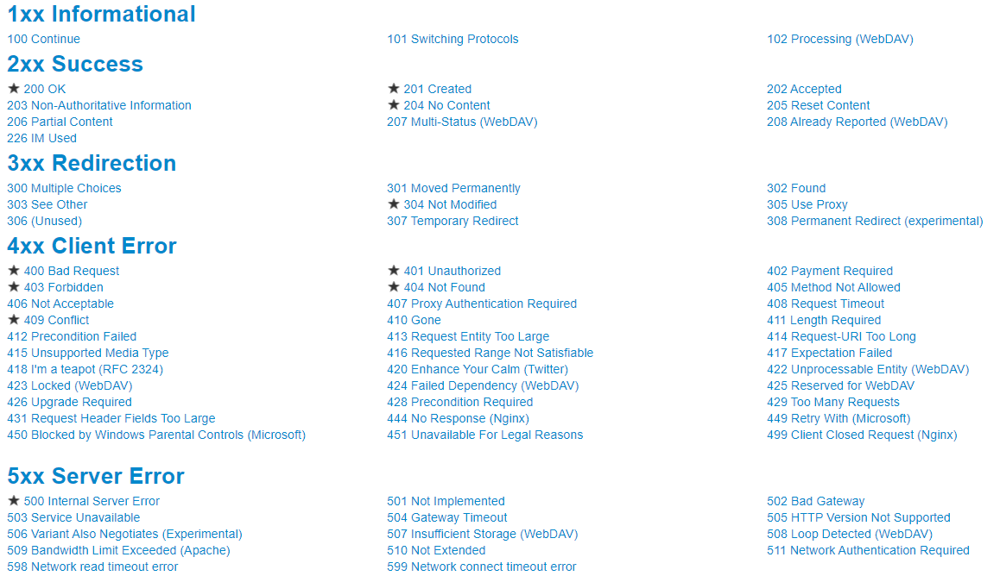 1xx Informational
100 Continue 101 Switching Protocols 102 Processing (WebDAV)
2xx Success
★ 200 OK ★ 201 Created 202 Accepted
203 Non-Authoritative Information ★ 204 No Content 205 Reset Content
206 Partial Content 207 Multi-Status (WebDAV) 208 Already Reported (WebDAV)
226 IM Used
3xx Redirection
300 Multiple Choices 301 Moved Permanently 302 Found
303 See Other ★ 304 Not Modified 305 Use Proxy
306 (Unused) 307 Temporary Redirect 308 Permanent Redirect (experimental)
4xx Client Error
★ 400 Bad Request ★ 401 Unauthorized 402 Payment Required
★ 403 Forbidden ★ 404 Not Found 405 Method Not Allowed
406 Not Acceptable 407 Proxy Authentication Required 408 Request Timeout
★ 409 Conflict 410 Gone 411 Length Required
412 Precondition Failed 413 Request Entity Too Large 414 Request-URI Too Long
415 Unsupported Media Type 416 Requested Range Not Satisfiable 417 Expectation Failed
418 I'm a teapot (RFC 2324) 420 Enhance Your Calm (Twitter) 422 Unprocessable Entity (WebDAV)
423 Locked (WebDAV) 424 Failed Dependency (WebDAV) 425 Reserved for WebDAV
426 Upgrade Required 428 Precondition Required 429 Too Many Requests
431 Request Header Fields Too Large 444 No Response (Nginx) 449 Retry With (Microsoft)
450 Blocked by Windows Parental Controls (Microsoft) 451 Unavailable For Legal Reasons 499 Client Closed Request (Nginx)
5xx Server Error
★ 500 Internal Server Error 501 Not Implemented 502 Bad Gateway
503 Service Unavailable 504 Gateway Timeout 505 HTTP Version Not Supported
506 Variant Also Negotiates (Experimental) 507 Insufficient Storage (WebDAV) 508 Loop Detected (WebDAV)
509 Bandwidth Limit Exceeded (Apache) 510 Not Extended 511 Network Authentication Required
598 Network read timeout error 599 Network connect timeout error